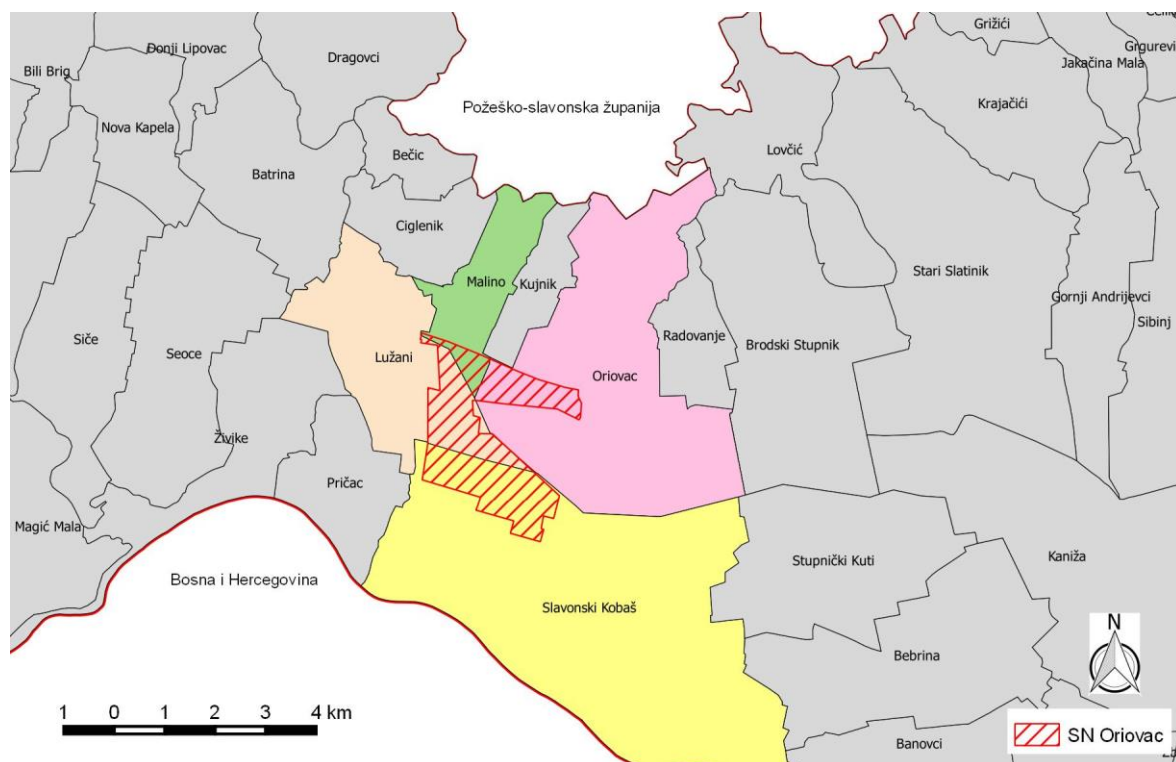 Grižići
Donji Lipovac
Dragovci
Bili Brig
Jakačina Mala
Požeško-slavonska županija
Krajačići
Nova Kapela
Lovčić
Bečic
Batrina
Ciglenik
Stari Slatinik
Malino
Kujnik
Gornji Andrijevci
Sibinj
Siče
Radovanje
Brodski Stupnik
Seoce
Lužani
Oriovac
Živike
Pričac
Magić Mala
Stupnički Kuti
Kaniža
Bosna i Hercegovina
Slavonski Kobaš
N
Bebrina
1 0 1 2 3 4 km
SN Oriovac
Banovci